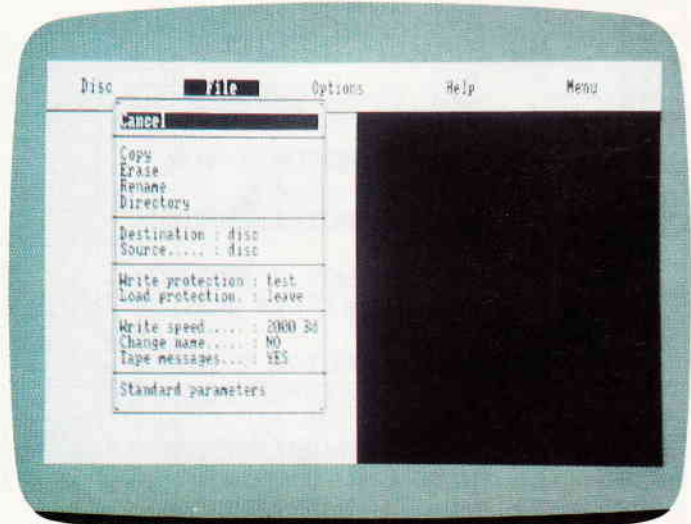 Disc File Options Help Menu
Cancel
Copy
Erase
Rename
Directory
Destination : disc
Source..... : disc
Write protection : test
Load protection. : leave
Write speed..... : 2000 Bd
Change name..... : NO
Tape messages... : YES
Standard parameters